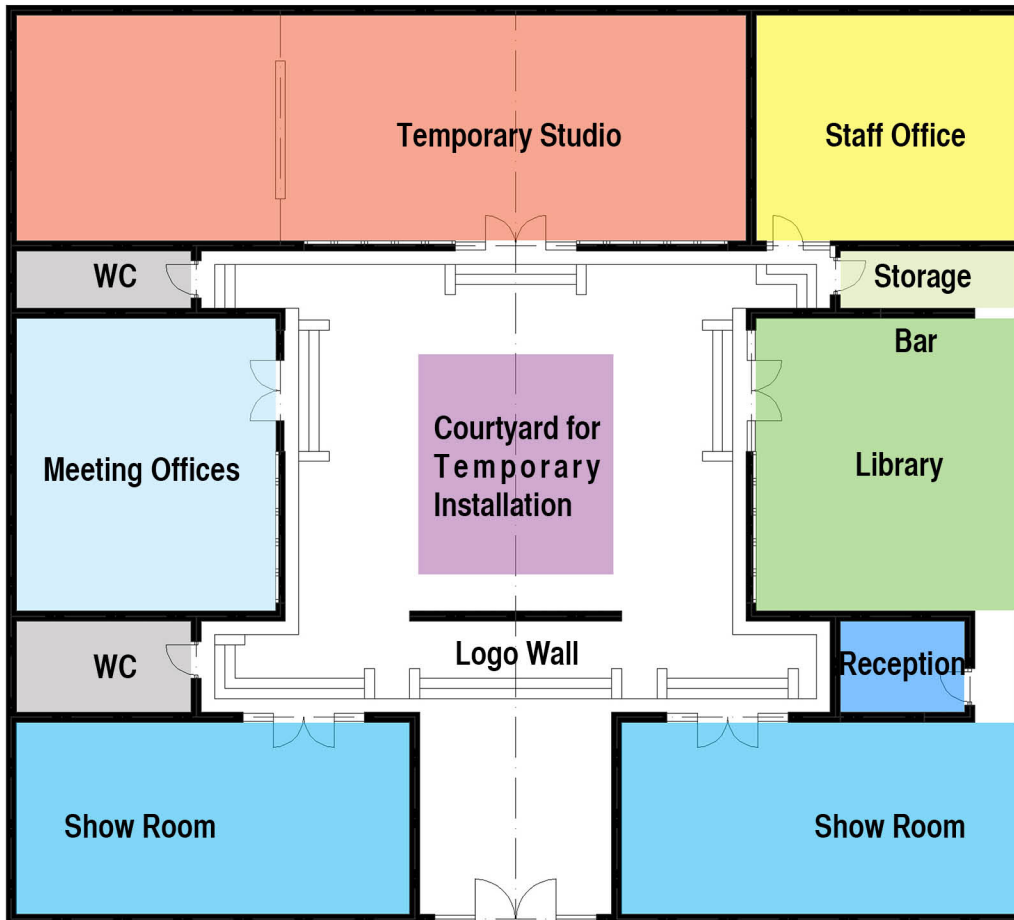 Temporary Studio
Staff Office
WC
Storage
Bar
Courtyard for
Temporary
Installation
Meeting Offices
Library
WC
Logo Wall
Reception
Show Room
Show Room